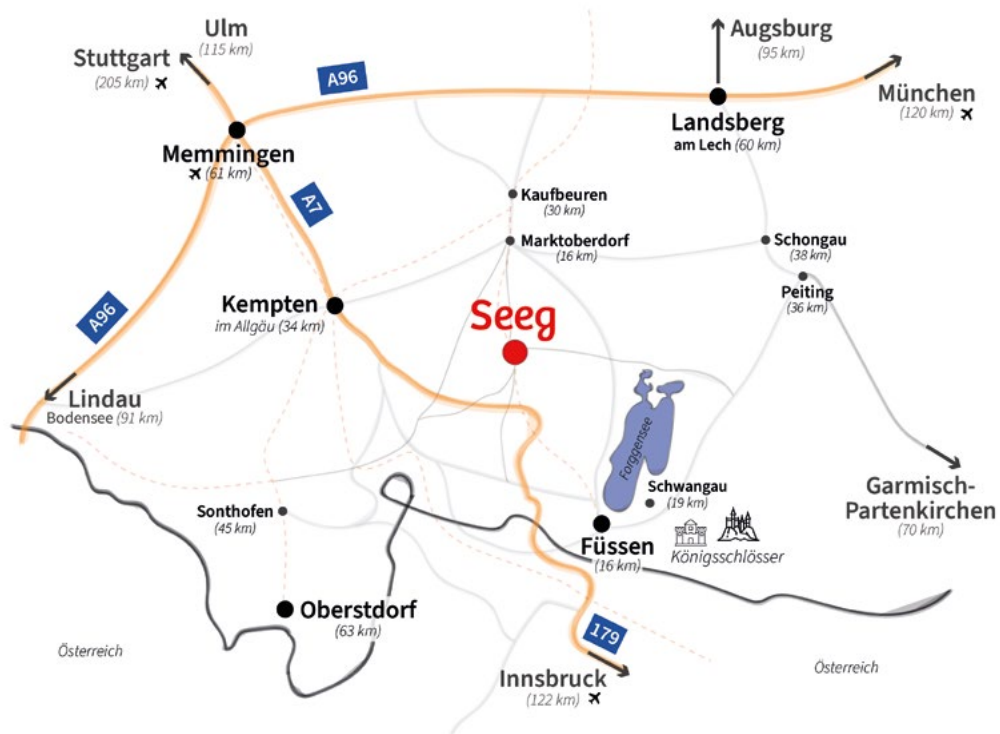 Ulm
(115 km)
Stuttgart
(205 km)
A96
Augsburg
(95 km)
München
(120 km)
Landsberg
am Lech (60 km)
Memmingen
(61 km)
A7
Kaufbeuren
(30 km)
Marktoberdorf
(16 km)
Schongau
(38 km)
Peiting
(36 km)
Kempten
im Allgäu (34 km)
Seeg
A96
Lindau
Bodensee (91 km)
Forggensee
Schwangau
(19 km)
Garmisch-
Partenkirchen
(70 km)
Sonthofen
(45 km)
Füssen
(16 km)
Königsschlösser
Oberstdorf
(63 km)
179
Innsbruck
(122 km)
Österreich
Österreich